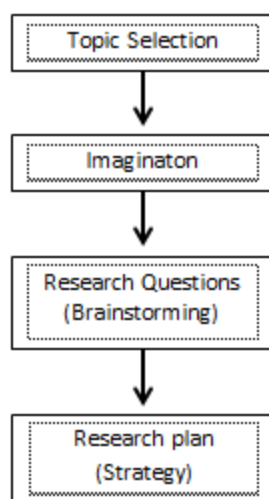 Topic Selection
Imaginaton
Research Questions
(Brainstorming)
Research plan
(Strategy)